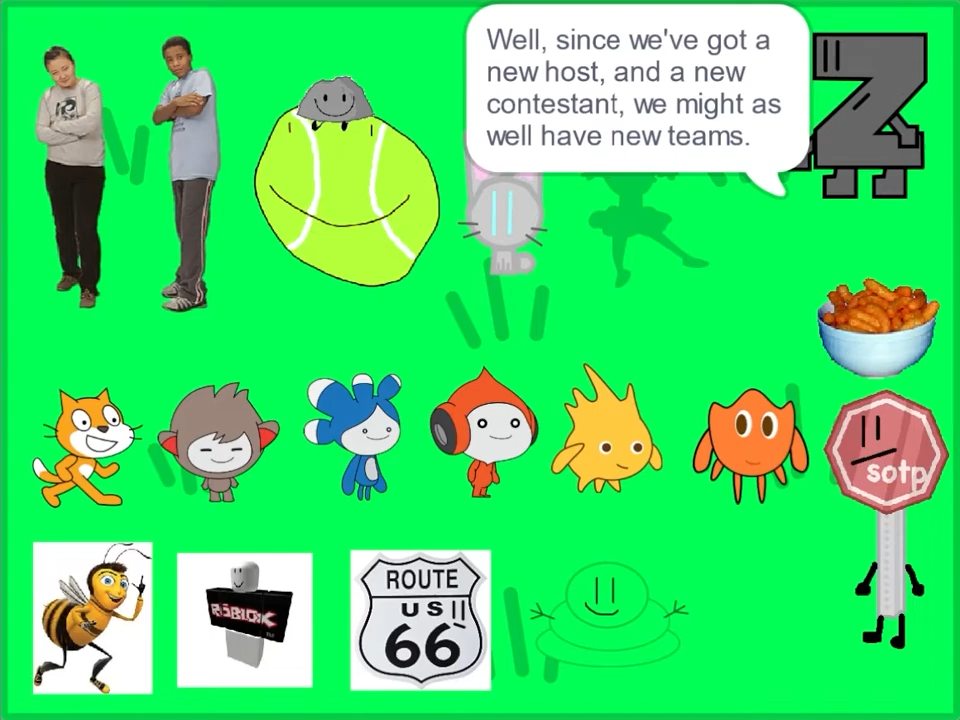 Well, since we've got a
new host, and a new
contestant, we might as
well have new teams.
sotp
ROBLOX
ROUTE
US
66